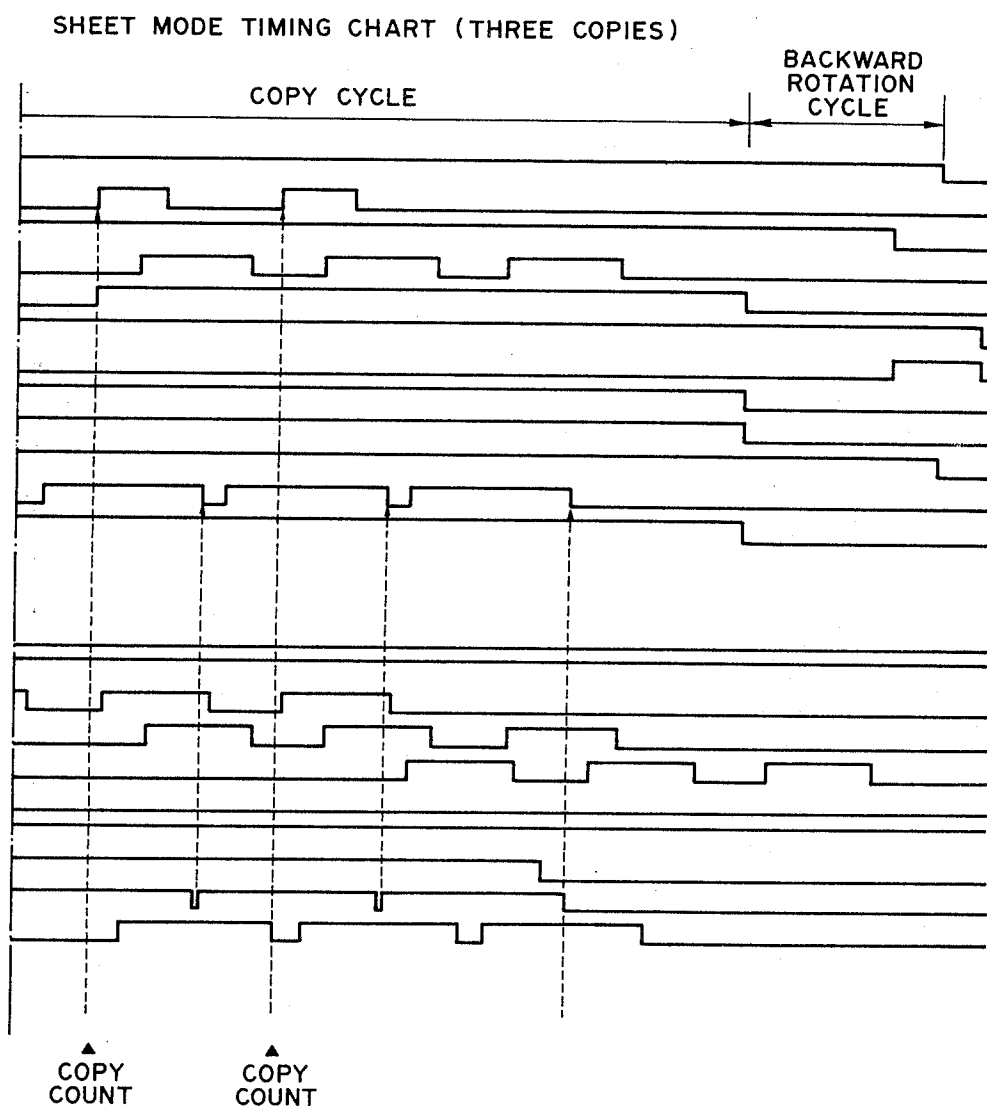 SHEET MODE TIMING CHART (THREE COPIES)
COPY CYCLE
BACKWARD
ROTATION
CYCLE
COPY
COUNT
COPY
COUNT